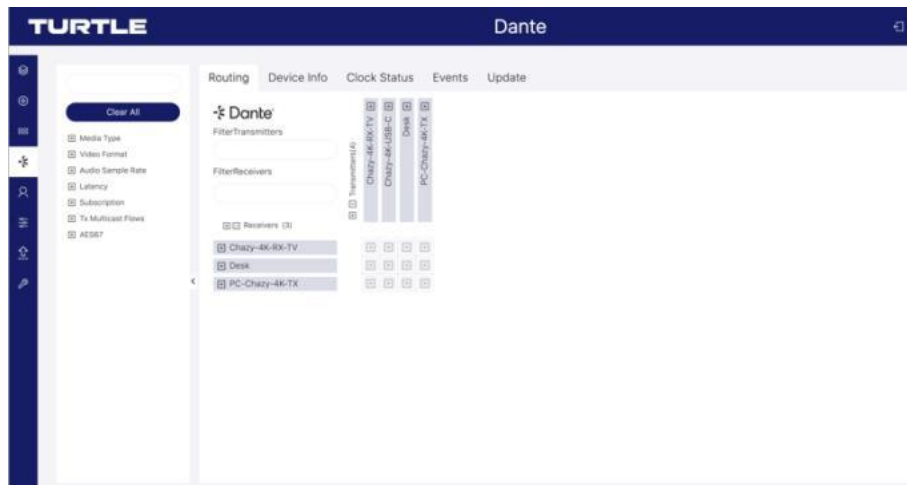 TURTLE
Dante
Clear All
Media Type
Video Format
Audio Sample Rate
Latency
Subscription
Tx Multicast Flows
AES67
Routing Device Info Clock Status Events Update
Dante
FilterTransmitters
FilterReceivers
Receivers (3)
Transmitters(4)
Chazy-4K-RX-TV
Chazy-4K-USB-C
Desk
PC-Chazy-4K-TX
Chazy-4K-RX-TV
Desk
PC-Chazy-4K-TX